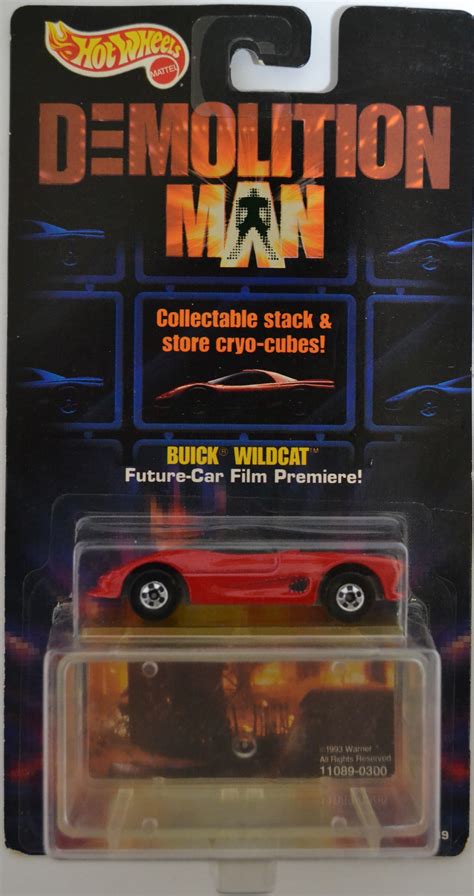 Hot Wheels
MATTEL
DEMOLITION
MAN
Collectable stack &
store cryo-cubes!
BUICK® WILDCAT™
Future-Car Film Premiere!
©1993 Warner
All Rights Reserved
11089-0300